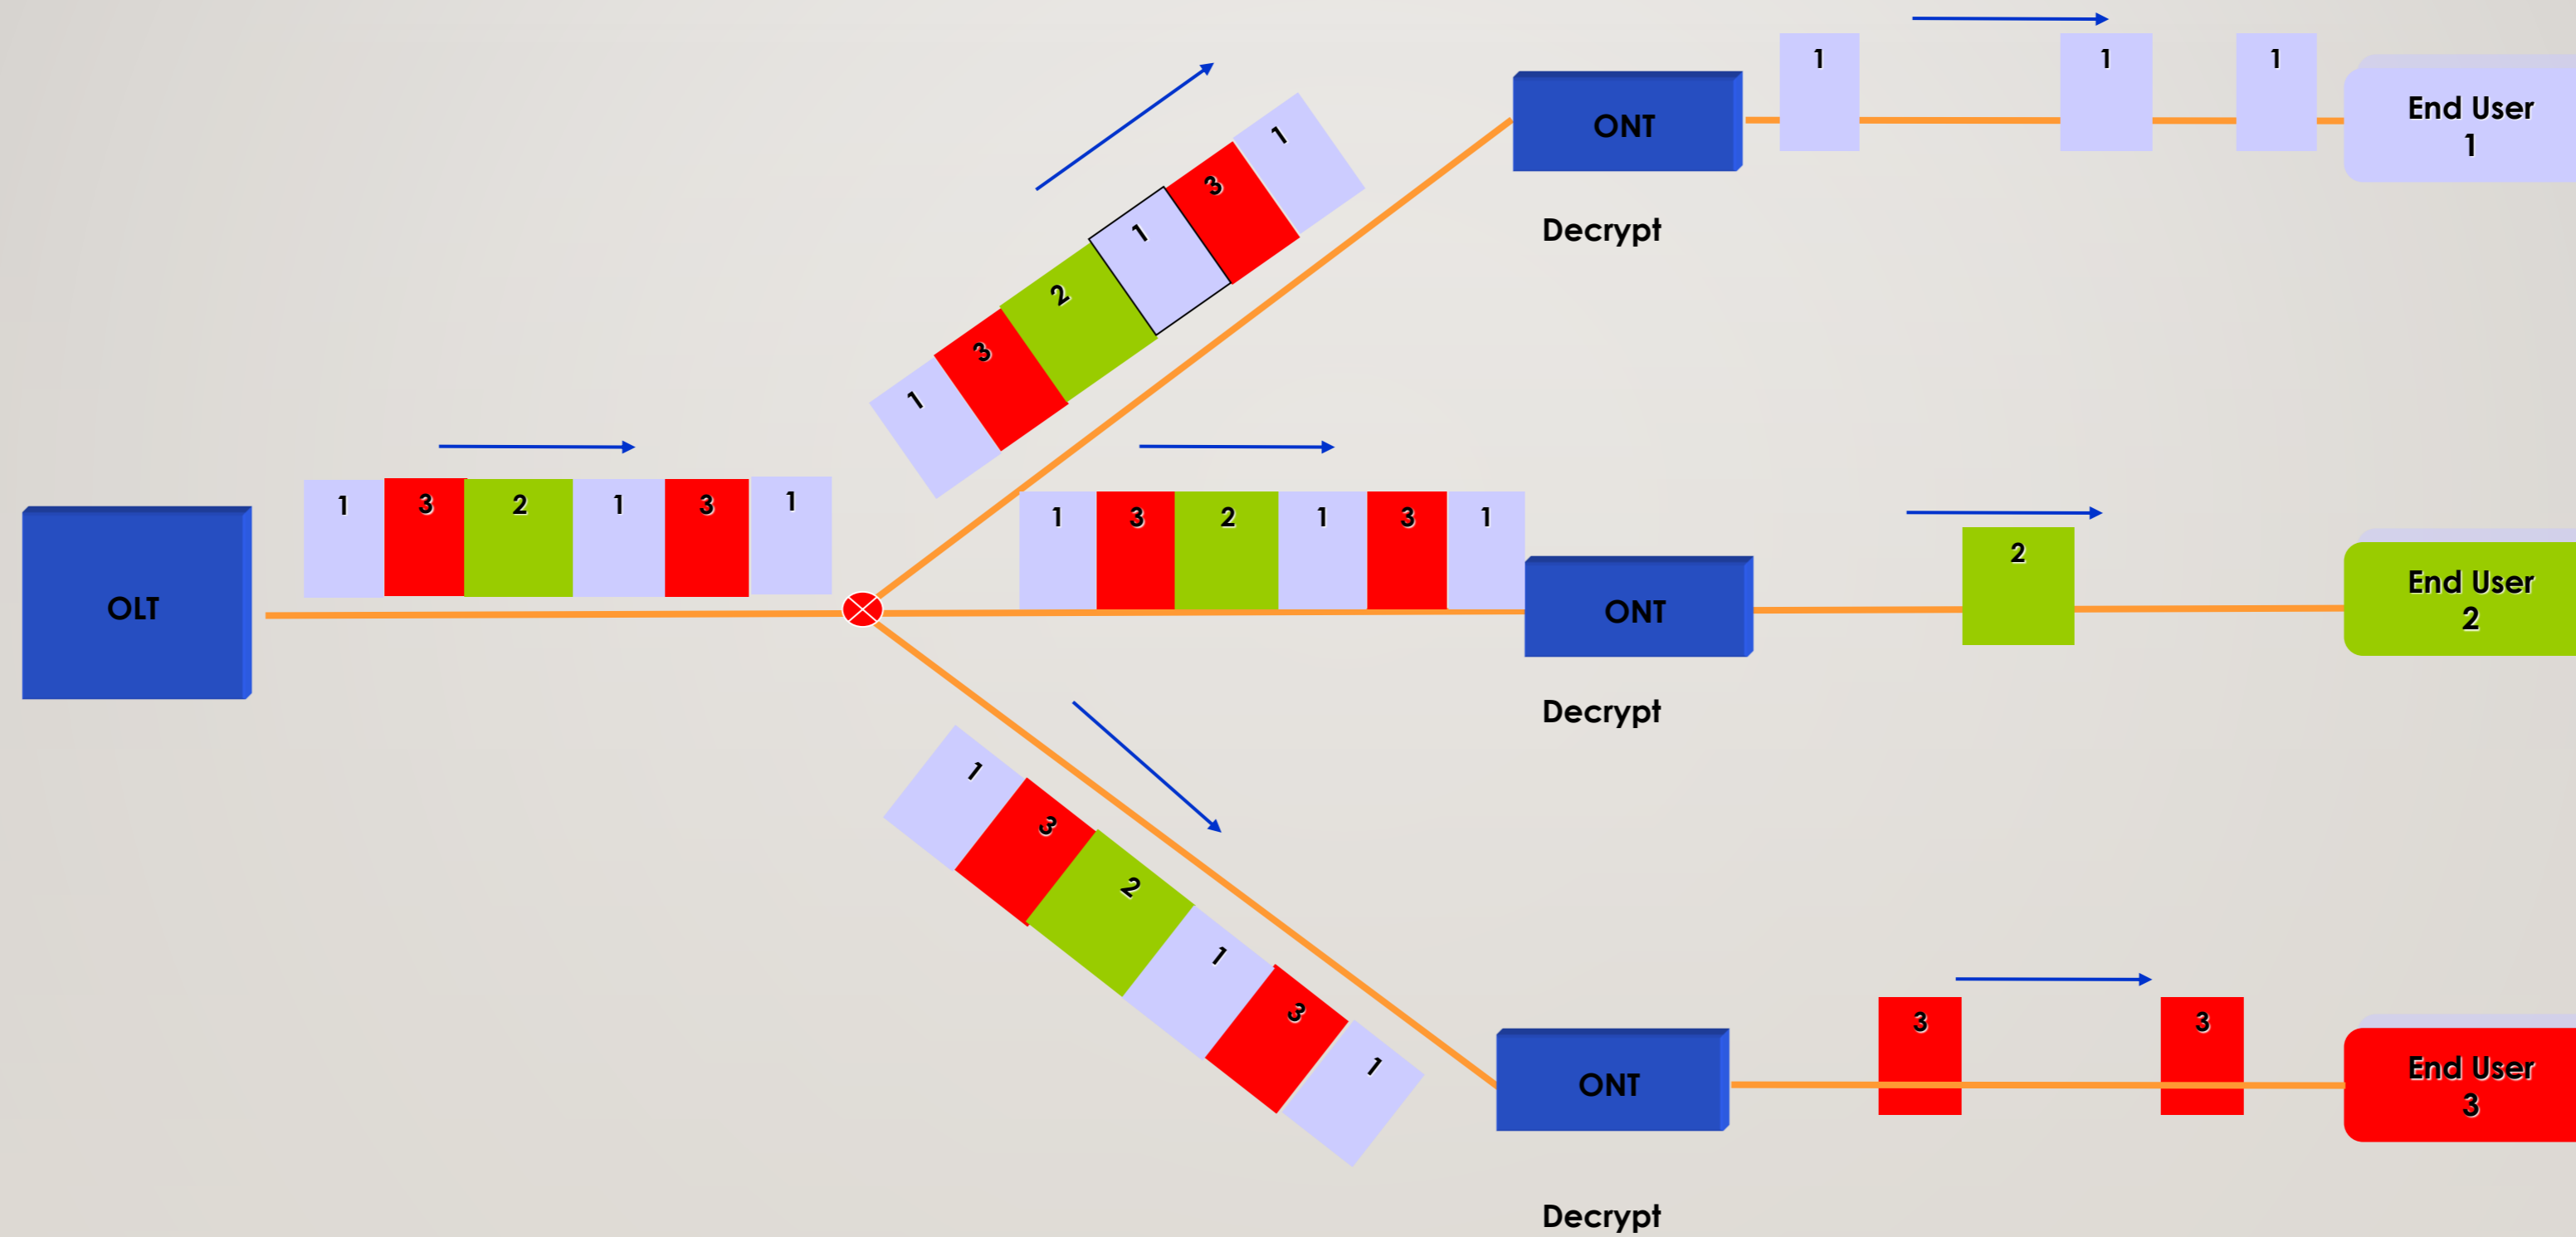 1 1 1
ONT
End User
1
Decrypt
1 3 2 1 3 1
OLT
1 3 2 1 3 1
1 3 2 1 3 1
ONT
Decrypt
2
End User
2
1 3 2 1 3 1
ONT
Decrypt
3 3
End User
3